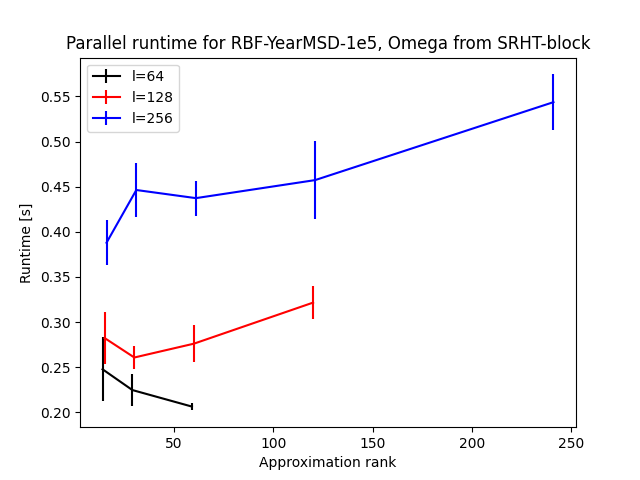 Parallel runtime for RBF-YearMSD-1e5, Omega from SRHT-block
l=64
l=128
l=256
Runtime [s]
0.55
0.50
0.45
0.40
0.35
0.30
0.25
0.20
50 100 150 200 250
Approximation rank